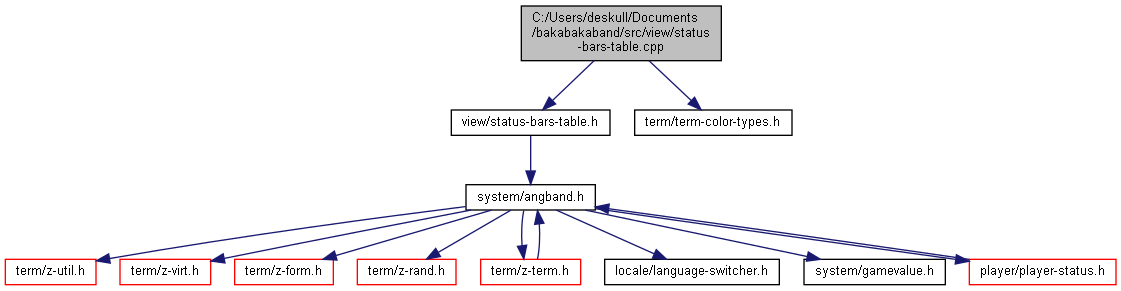 C:/Users/deskull/Documents
/bakabakaband/src/view/status
-bars-table.cpp
view/status-bars-table.h
term/term-color-types.h
system/angband.h
term/z-util.h
term/z-virt.h
term/z-form.h
term/z-rand.h
term/z-term.h
locale/language-switcher.h
system/gamevalue.h
player/player-status.h